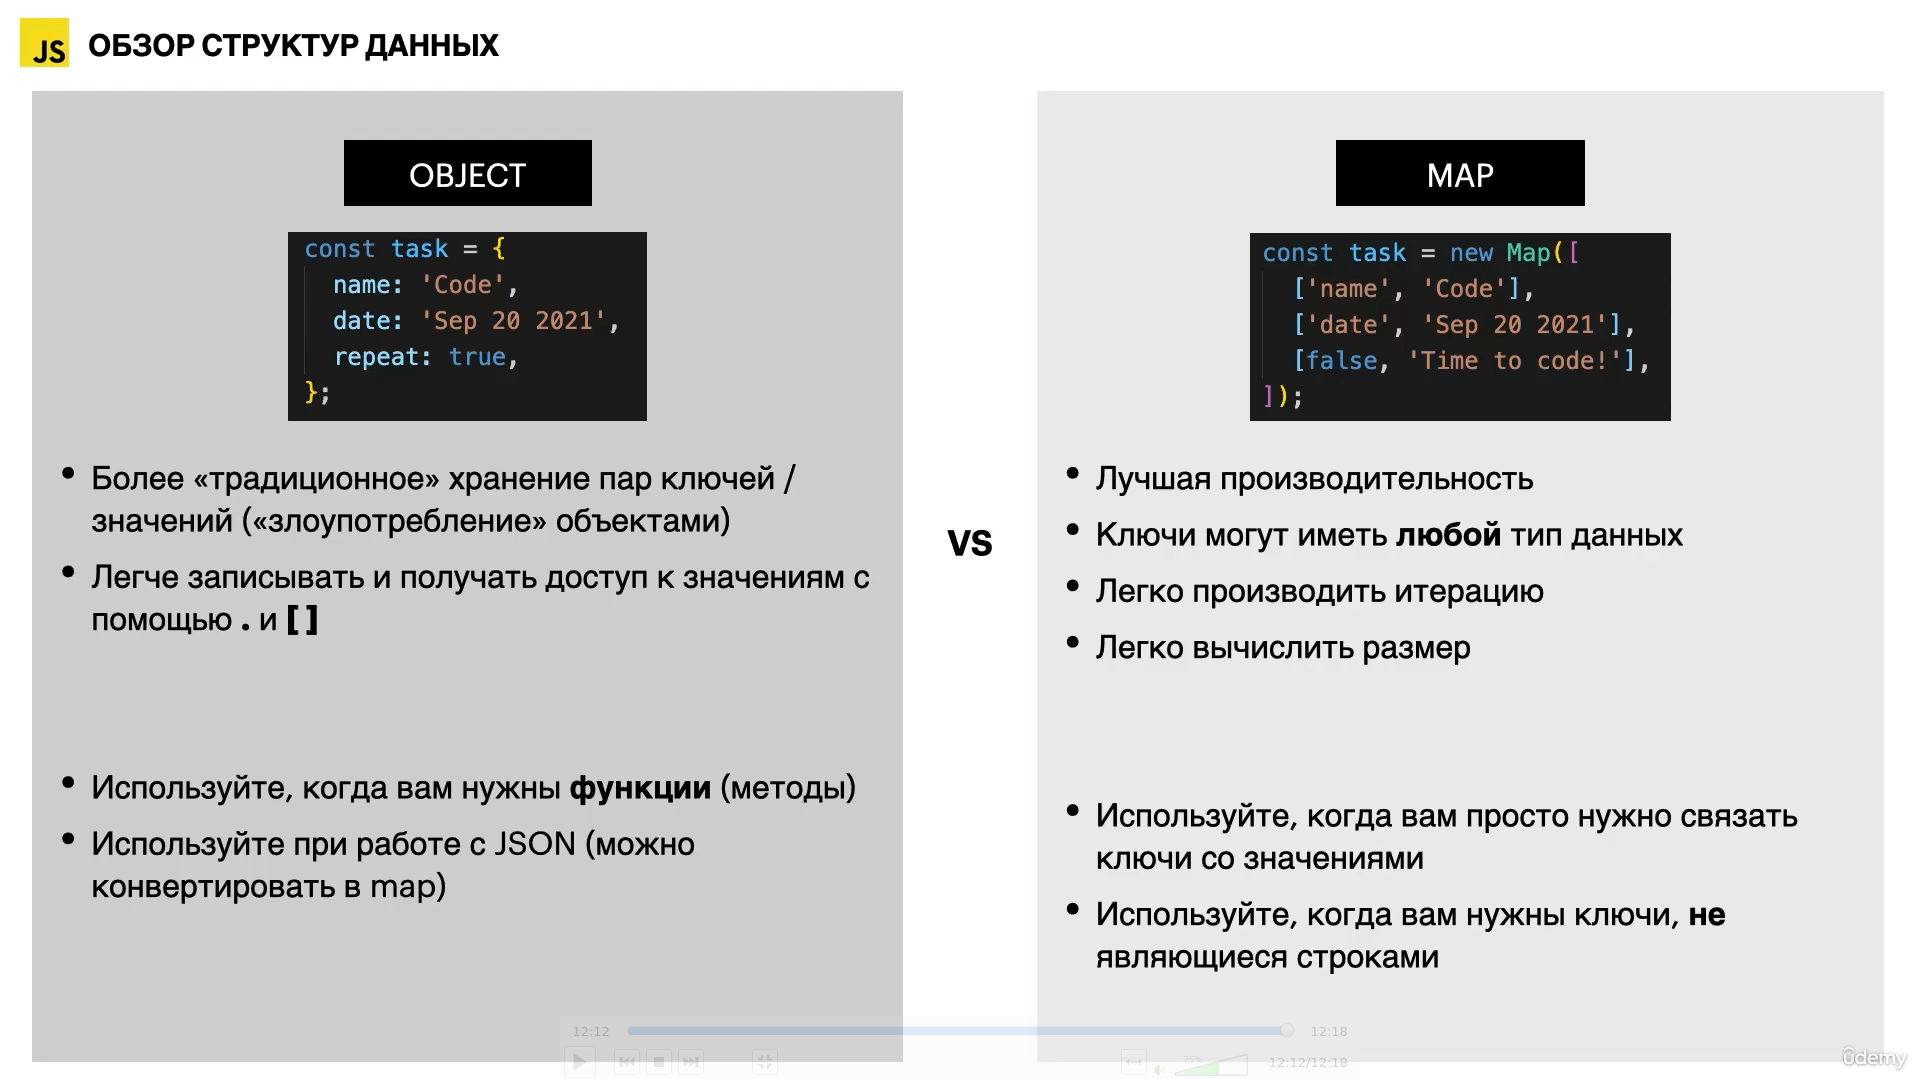 JS ОБЗОР СТРУКТУР ДАННЫХ
OBJECT
const task = {
name: 'Code',
date: 'Sep 20 2021',
repeat: true,
};
• Более «традиционное» хранение пар ключей /
значений («злоупотребление» объектами)
• Легче записывать и получать доступ к значениям с
помощью . и [ ]
• Используйте, когда вам нужны функции (методы)
• Используйте при работе с JSON (можно
конвертировать в map)
VS
MAP
const task = new Map([
['name', 'Code'],
['date', 'Sep 20 2021'],
[false, 'Time to code!'],
]);
• Лучшая производительность
• Ключи могут иметь любой тип данных
• Легко производить итерацию
• Легко вычислить размер
• Используйте, когда вам просто нужно связать
ключи со значениями
• Используйте, когда вам нужны ключи, не
являющиеся строками
12:12 12:18
75% 12:12/12:18
ûdemy